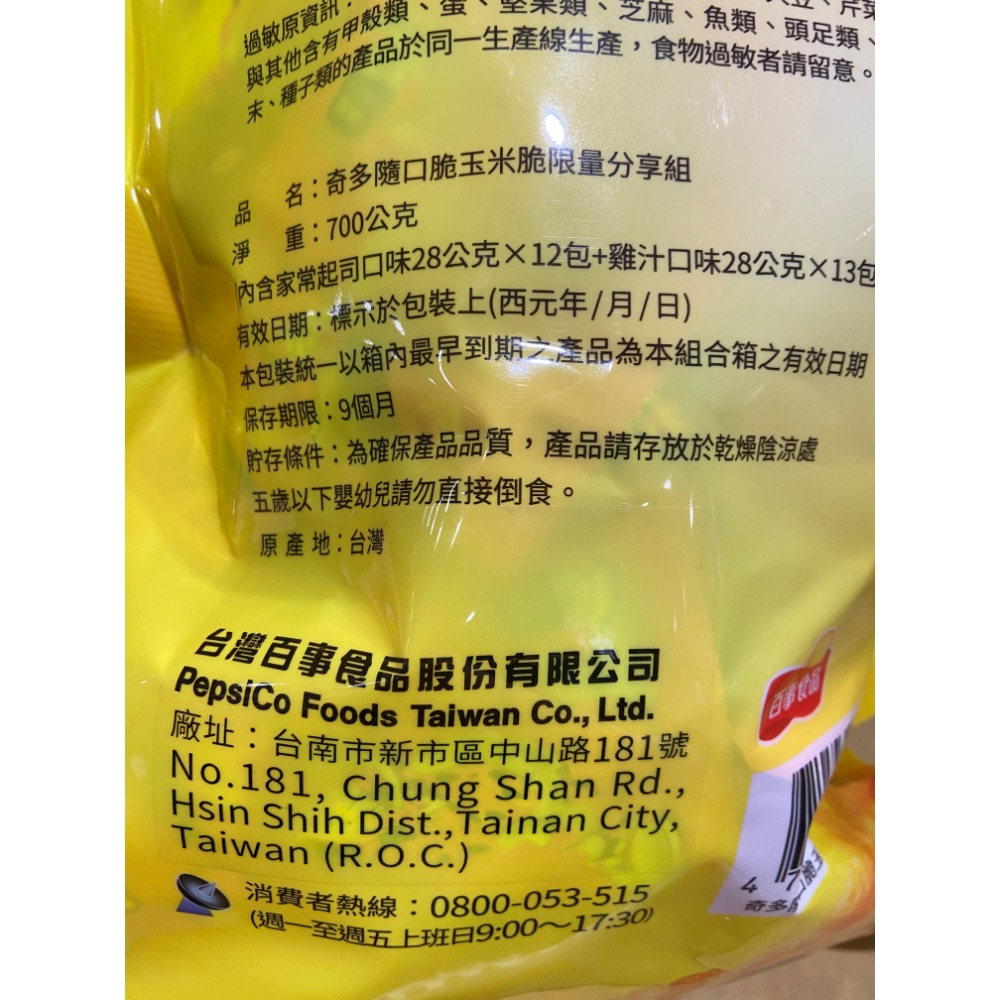 過敏原資訊：
大豆、芹菜
與其他含有甲殼類、蛋、堅果類、芝麻、魚類、頭足類、
末、種子類的產品於同一生產線生產，食物過敏者請留意。
品 名：奇多隨口脆玉米脆限量分享組
淨 重：700公克
內含家常起司口味28公克×12包+雞汁口味28公克×13包
有效日期：標示於包裝上(西元年/月/日)
本包裝統一以箱內最早到期之產品為本組合箱之有效日期
保存期限：9個月
貯存條件：為確保產品品質，產品請存放於乾燥陰涼處
五歲以下嬰幼兒請勿直接倒食。
原產地：台灣
台灣百事食品股份有限公司
PepsiCo Foods Taiwan Co., Ltd.
廠址：台南市新市區中山路181號
No.181, Chung Shan Rd.,
Hsin Shih Dist.,Tainan City,
Taiwan (R.O.C.)
消費者熱線：0800-053-515
(週一至週五上班日9:00～17:30)
百事食品
4 7
奇多